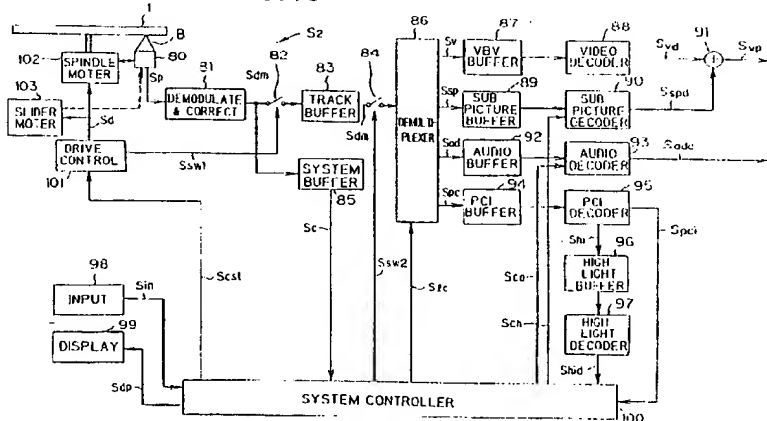 1
B
102
SPINDLE MOTER
80
103
Sp
SLIDER MOTER
Sd
81
DEMODULATE & CORRECT
Sdm
82
S2
83
TRACK BUFFER
84
Sdm
86
DEMULTIPLEXER
Sv
87
VBV BUFFER
88
VIDEO DECODER
Svd
91
+
Svp
Ssp
89
SUB PICTURE BUFFER
90
SUB PICTURE DECODER
Sspd
DRIVE CONTROL
101
Ssw1
SYSTEM BUFFER
85
Sad
92
AUDIO BUFFER
93
AUDIO DECODER
Sadd
Spc
94
PCI BUFFER
95
PCI DECODER
Spci
Sc
Scst
Ssw2
Sca
Sch
Shi
96
HIGH LIGHT BUFFER
97
HIGH LIGHT DECODER
Shid
98
INPUT
Sin
99
DISPLAY
Sdp
SYSTEM CONTROLLER
100